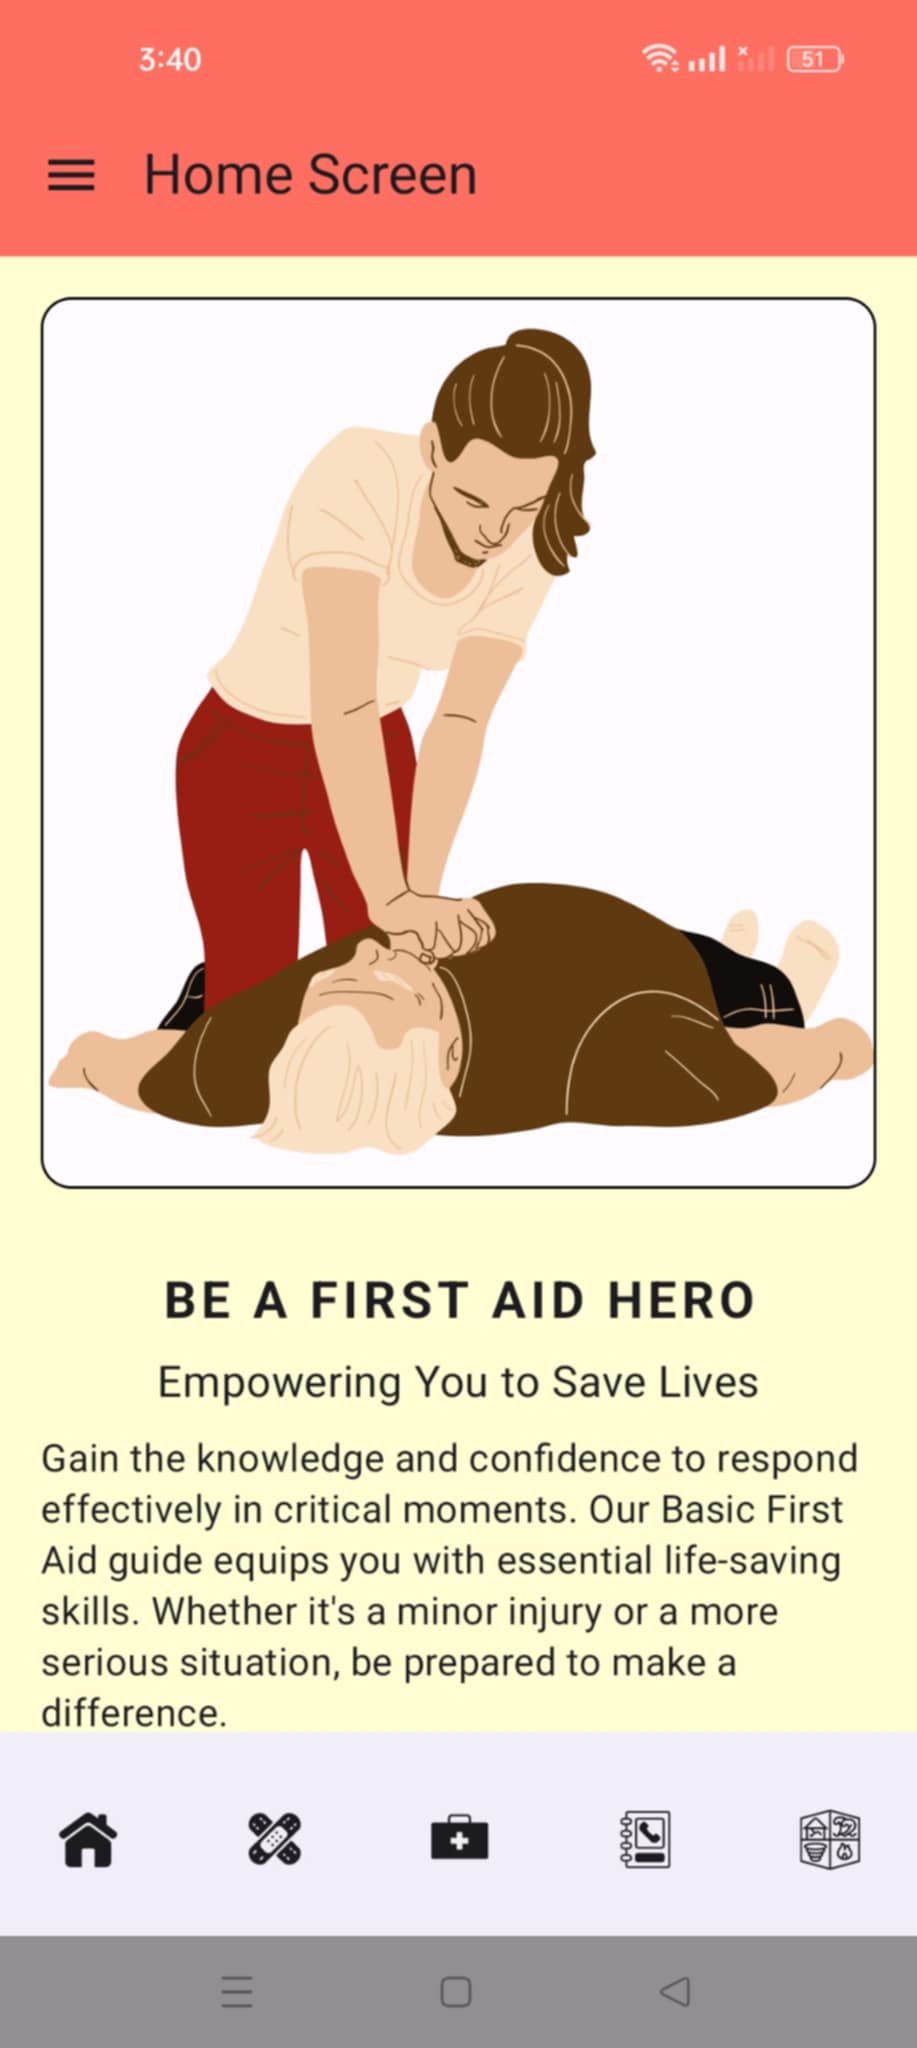 3:40
51
Home Screen
BE A FIRST AID HERO
Empowering You to Save Lives
Gain the knowledge and confidence to respond
effectively in critical moments. Our Basic First
Aid guide equips you with essential life-saving
skills. Whether it's a minor injury or a more
serious situation, be prepared to make a
difference.